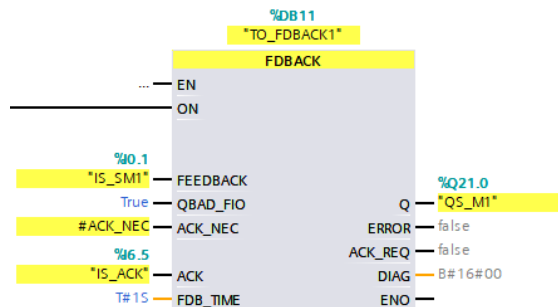 %DB11
"TO_FDBACK1"
FDBACK
... EN
ON
%I0.1
"IS_SM1" FEEDBACK
True QBAD_FIO
#ACK_NEC ACK_NEC
%I6.5
"IS_ACK" ACK
T#1S FDB_TIME
%Q21.0
Q "QS_M1"
ERROR false
ACK_REQ false
DIAG B#16#00
ENO